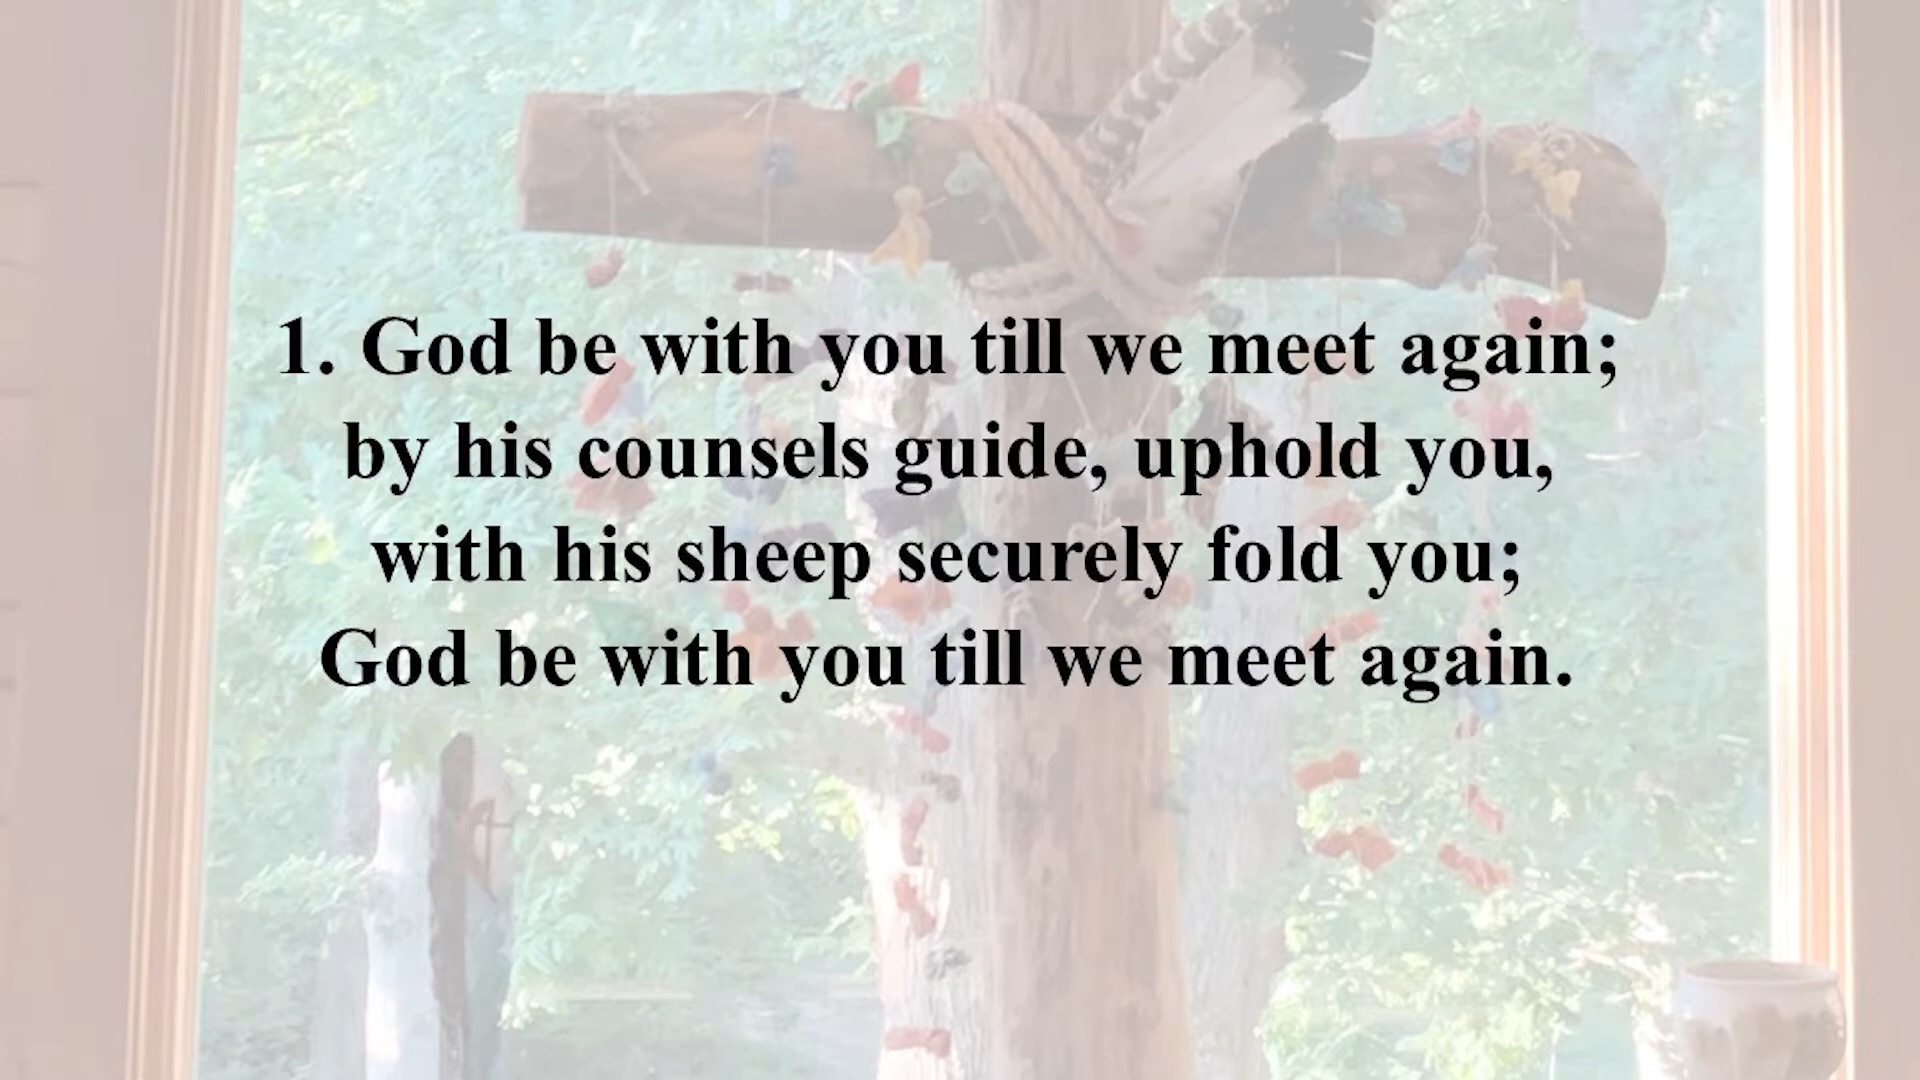 1. God be with you till we meet again;
by his counsels guide, uphold you,
with his sheep securely fold you;
God be with you till we meet again.